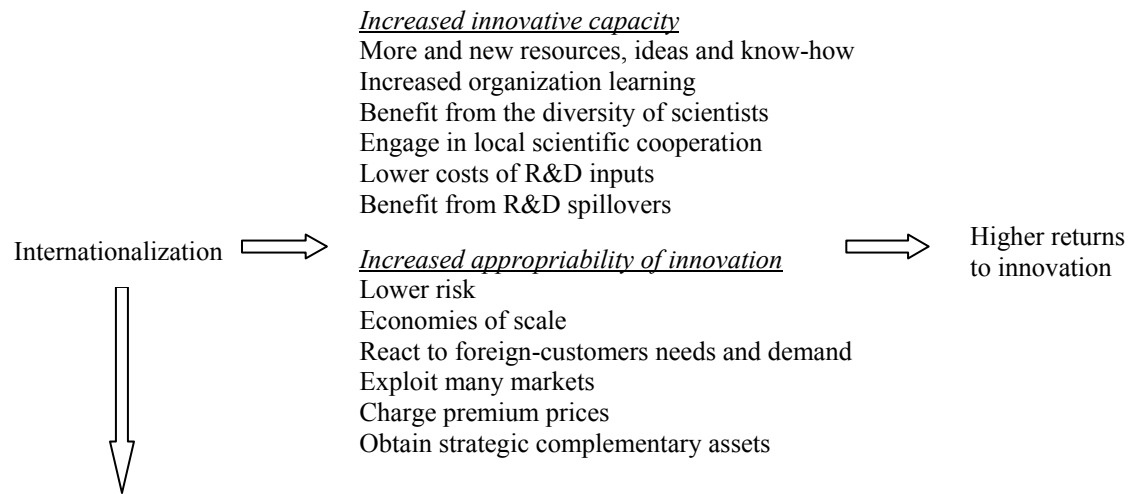 Increased innovative capacity
More and new resources, ideas and know-how
Increased organization learning
Benefit from the diversity of scientists
Engage in local scientific cooperation
Lower costs of R&D inputs
Benefit from R&D spillovers
Internationalization
Increased appropriability of innovation
Lower risk
Economies of scale
React to foreign-customers needs and demand
Exploit many markets
Charge premium prices
Obtain strategic complementary assets
Higher returns
to innovation